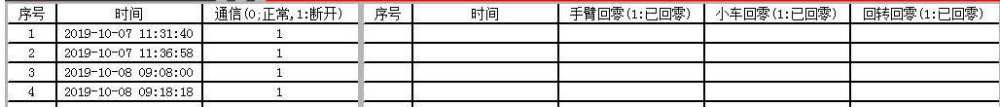 序号 时间 通信(0;正常,1:断开) 序号 时间 手臂回零(1:已回零) 小车回零(1:已回零) 回转回零(1:已回零)
1 2019-10-07 11:31:40 1
2 2019-10-07 11:36:58 1
3 2019-10-08 09:08:00 1
4 2019-10-08 09:18:18 1